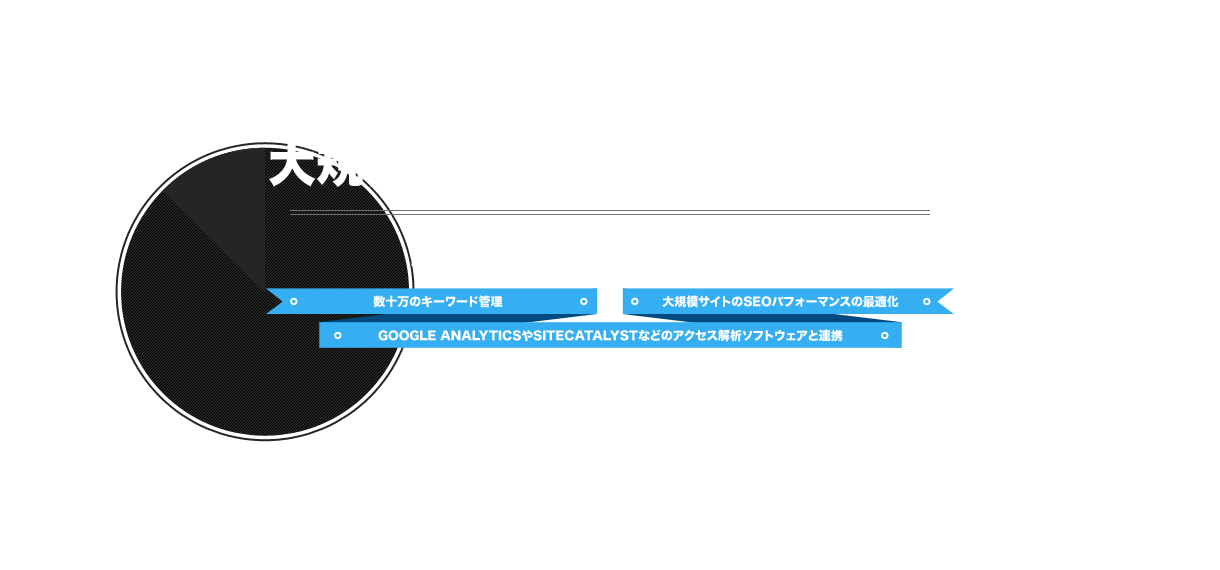 大規
数十万のキーワード管理
大規模サイトのSEOパフォーマンスの最適化
GOOGLE ANALYTICSやSITECATALYSTなどのアクセス解析ソフトウェアと連携